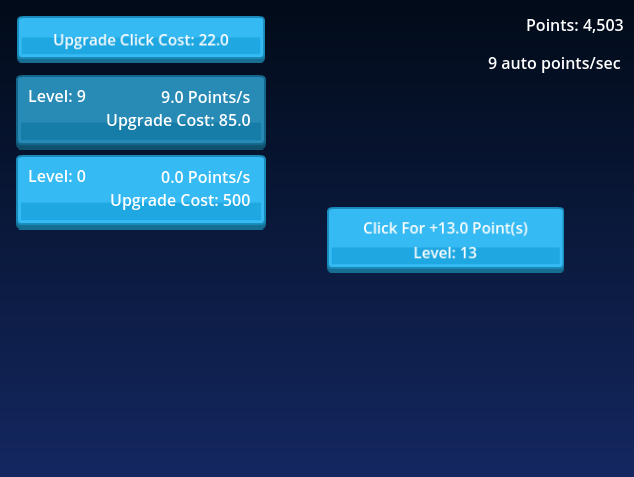 Upgrade Click Cost: 22.0
Points: 4,503
9 auto points/sec
Level: 9 9.0 Points/s
Upgrade Cost: 85.0
Level: 0 0.0 Points/s
Upgrade Cost: 500
Click For +13.0 Point(s)
Level: 13